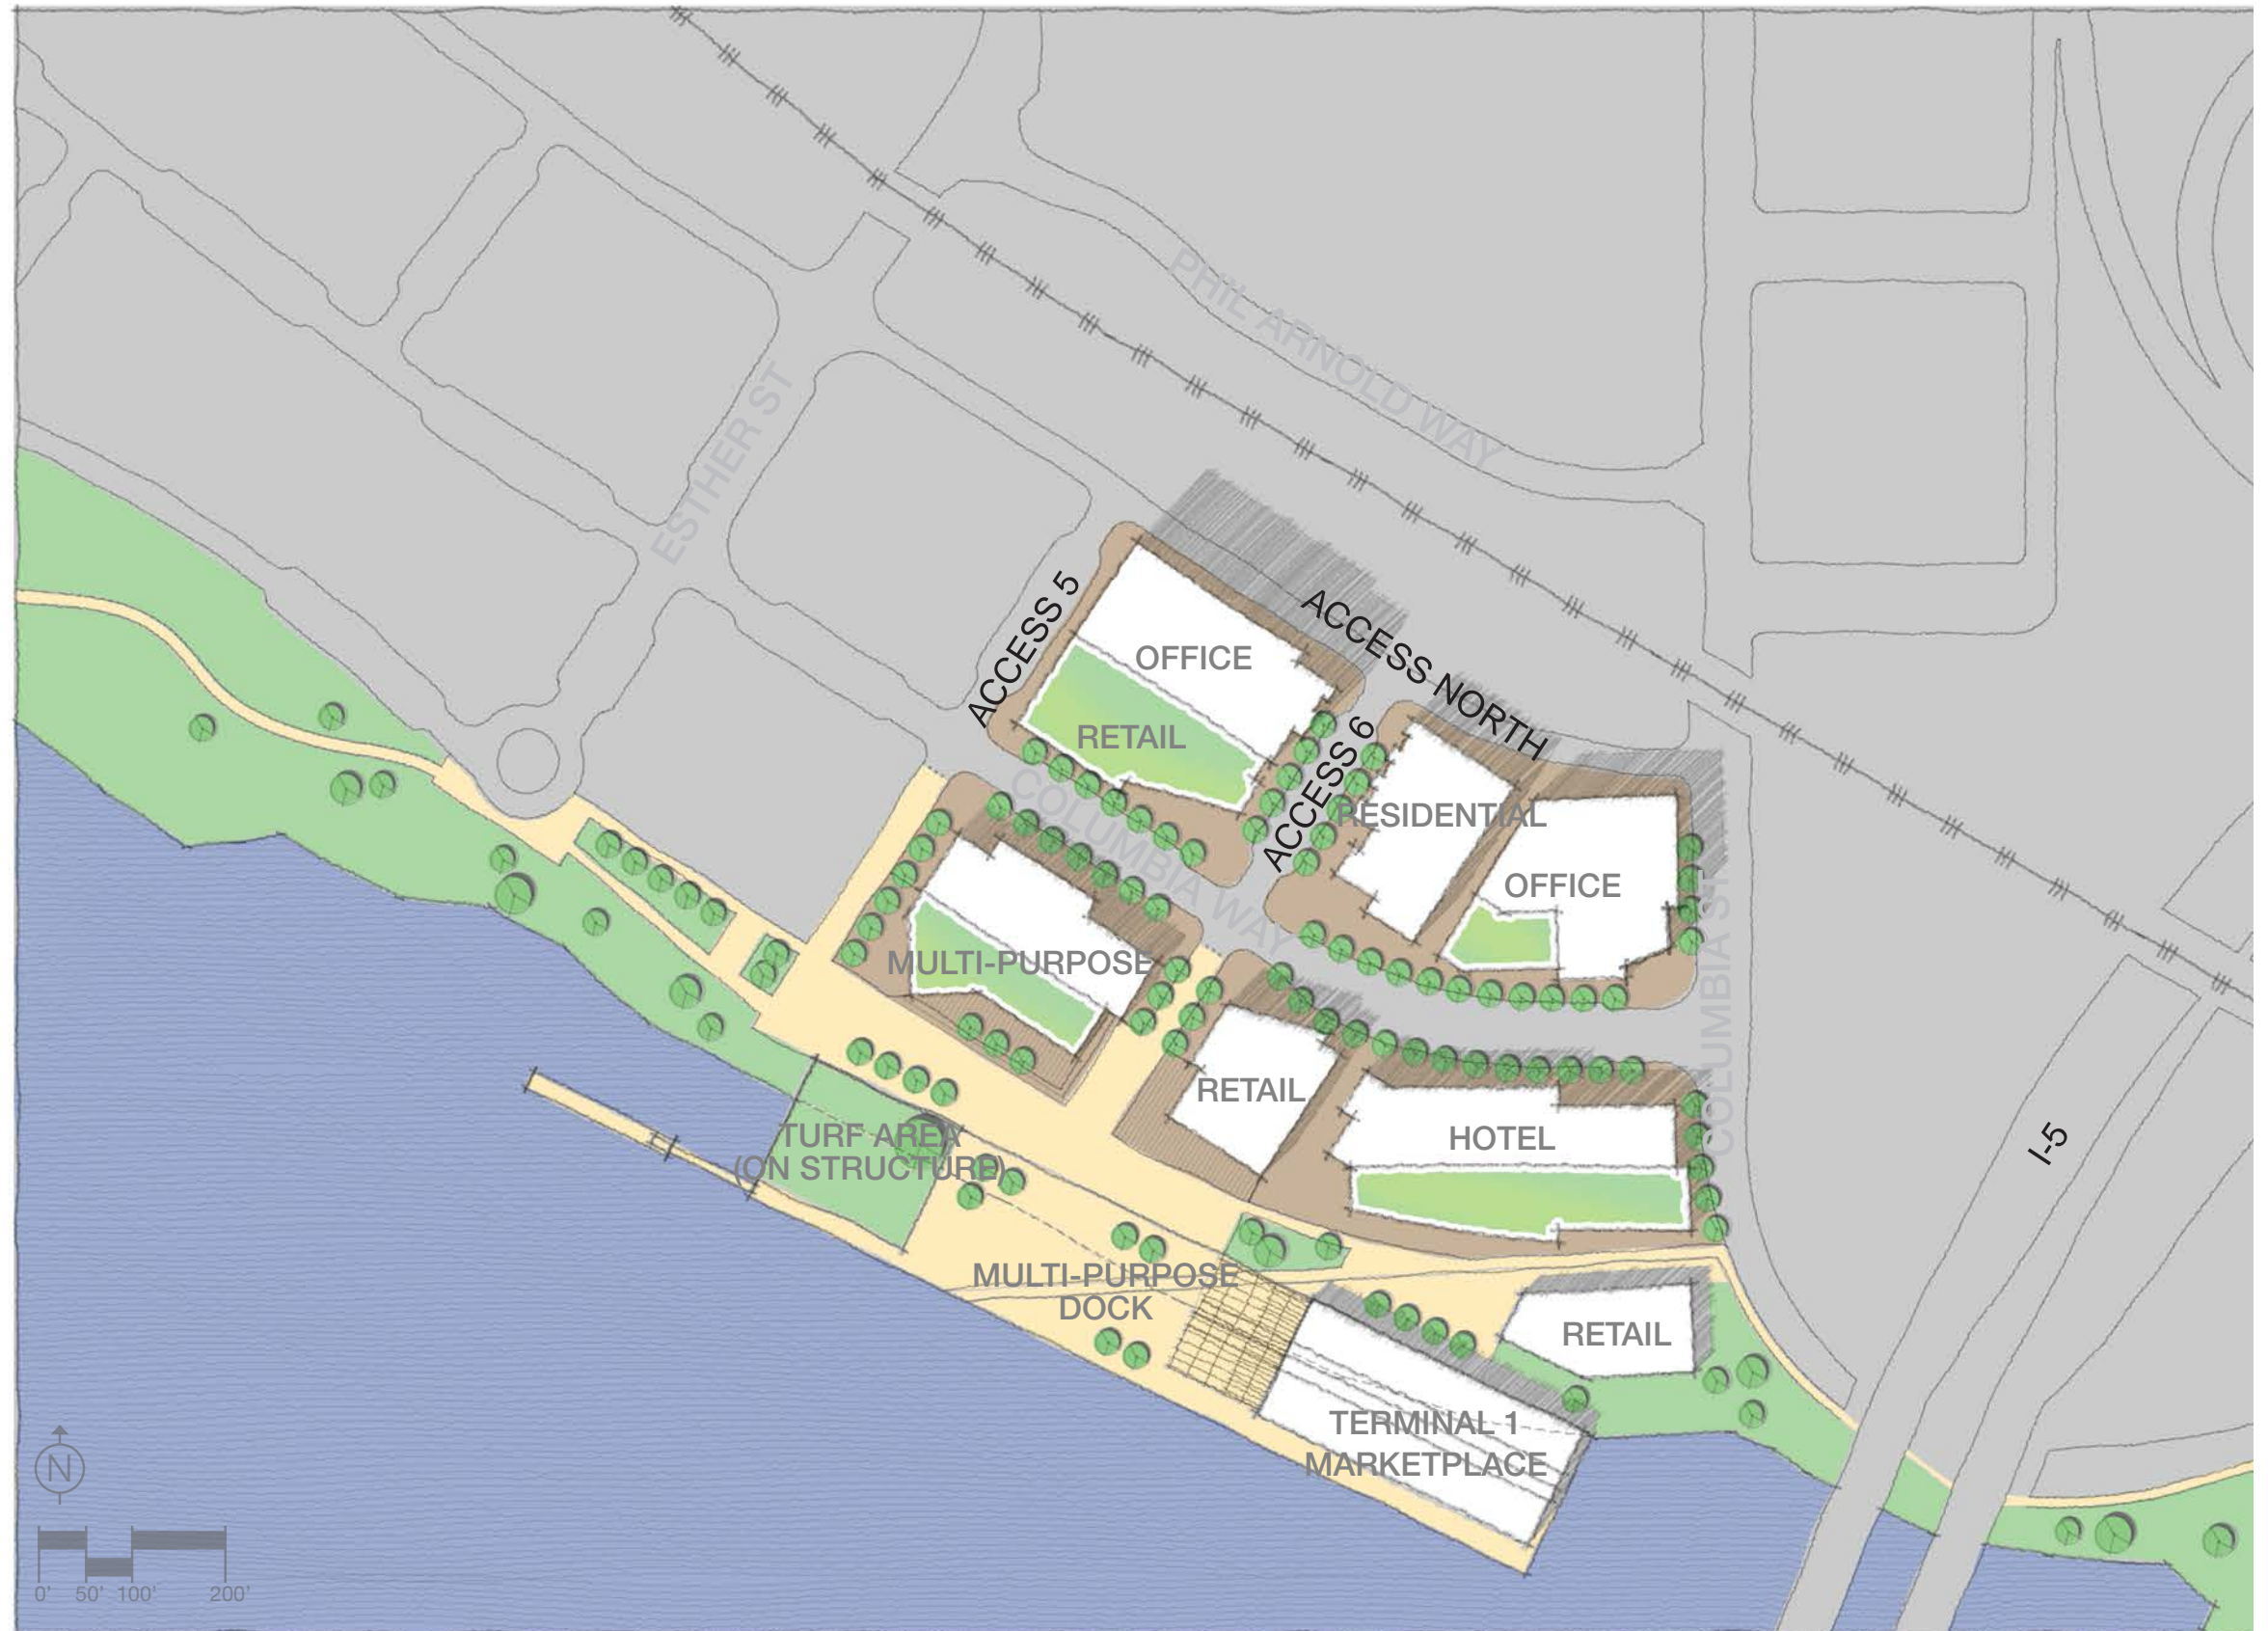 PHIL ARNOLD WAY
ESTHER ST
ACCESS 5
ACCESS NORTH
OFFICE
RETAIL
ACCESS 6
RESIDENTIAL
COLUMBIA WAY
OFFICE
COLUMBIA ST
MULTI-PURPOSE
RETAIL
HOTEL
I-5
TURF AREA
(ON STRUCTURE)
MULTI-PURPOSE
DOCK
RETAIL
TERMINAL 1
MARKETPLACE
N
0' 50' 100' 200'